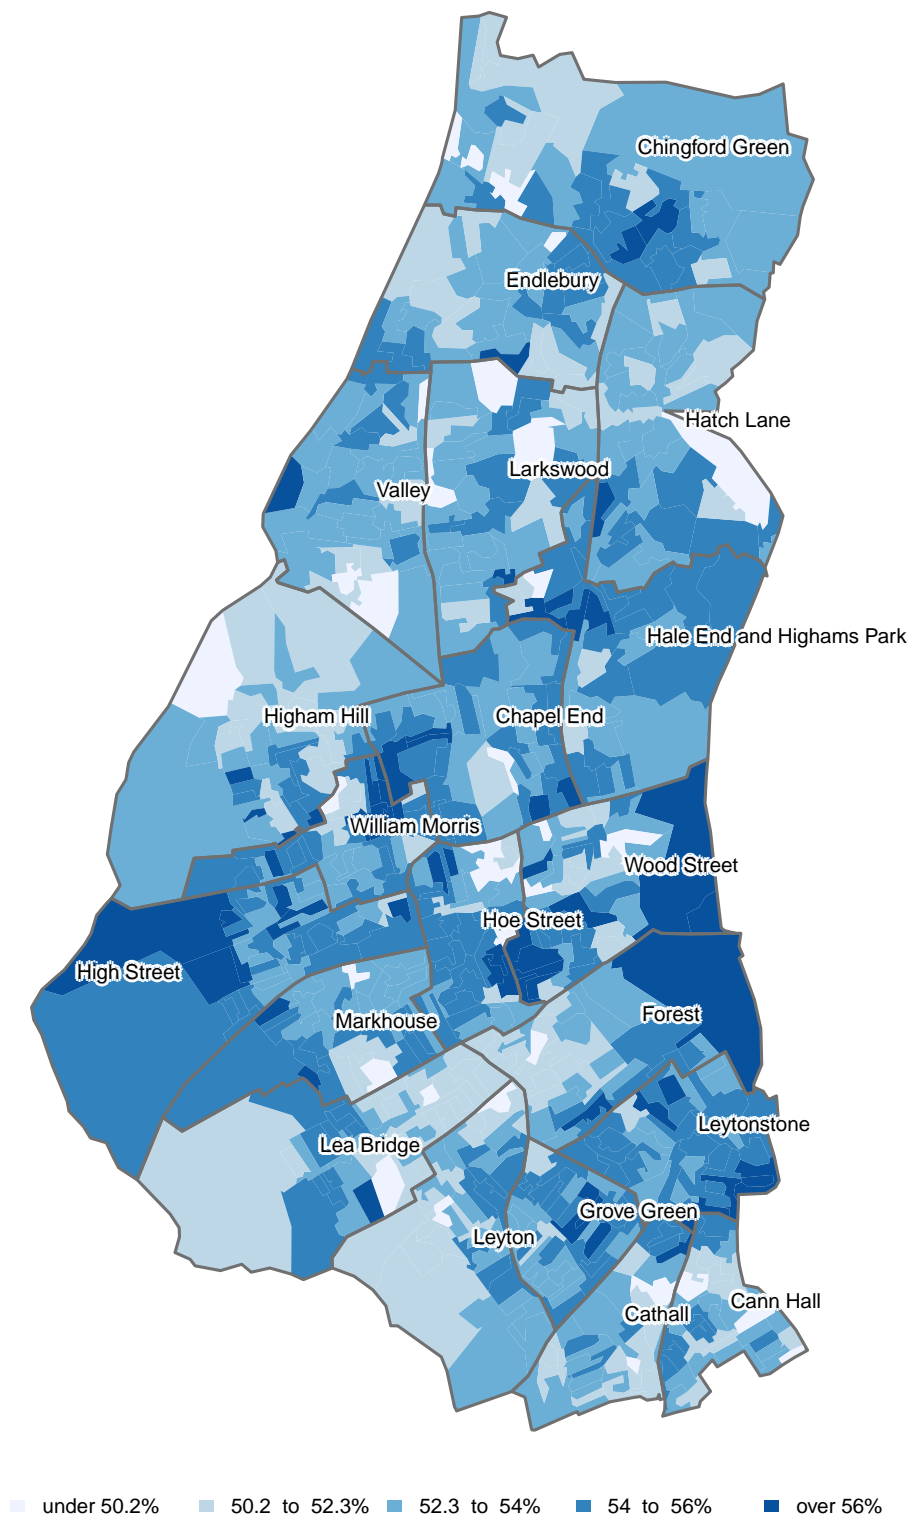 Chingford Green
Endlebury
Hatch Lane
Larkswood
Valley
Hale End and Highams Park
Higham Hill
Chapel End
William Morris
Wood Street
Hoe Street
High Street
Forest
Markhouse
Leytonstone
Lea Bridge
Grove Green
Leyton
Cann Hall
Cathall
under 50.2% 50.2 to 52.3% 52.3 to 54% 54 to 56% over 56%